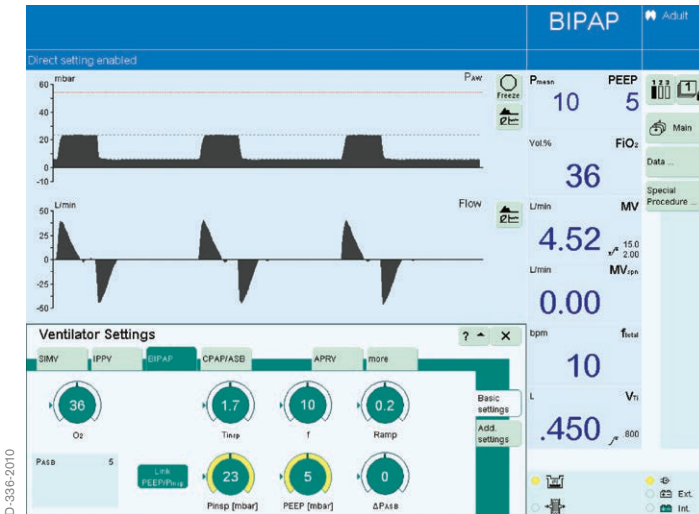 BIPAP
Adult
Direct setting enabled
mbar
Paw
60
40
20
0
-10
Freeze
Pmean
PEEP
10
5
1 2 3
1
Main
Vol.%
FiO2
36
Data ...
Special
Procedure ...
L/min
Flow
50
25
0
-25
-50
L/min
MV
4.52
15.0
2.00
L/min
MVspn
0.00
bpm
ftotal
10
L
VTi
.450
.800
Ventilator Settings
?
X
SIMV
IPPV
BIPAP
CPAP/ASB
APRV
more
36
1.7
10
0.2
O2
Tinsp
f
Ramp
Basic
settings
Add.
settings
PASB
5
Link
PEEP/Pinsp
23
5
0
Pinsp [mbar]
PEEP [mbar]
ΔPASB
Ext.
Int.
D-336-2010